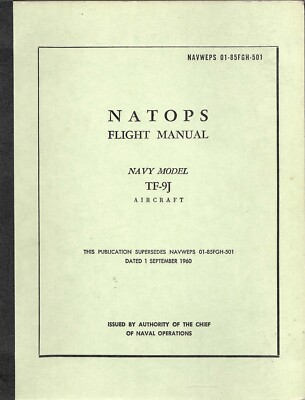 NAVWEPS 01-85FGH-501
NATOPS
FLIGHT MANUAL
NAVY MODEL
TF-9J
AIRCRAFT
THIS PUBLICATION SUPERSEDES NAVWEPS 01-85FGH-501
DATED 1 SEPTEMBER 1960
ISSUED BY AUTHORITY OF THE CHIEF
OF NAVAL OPERATIONS